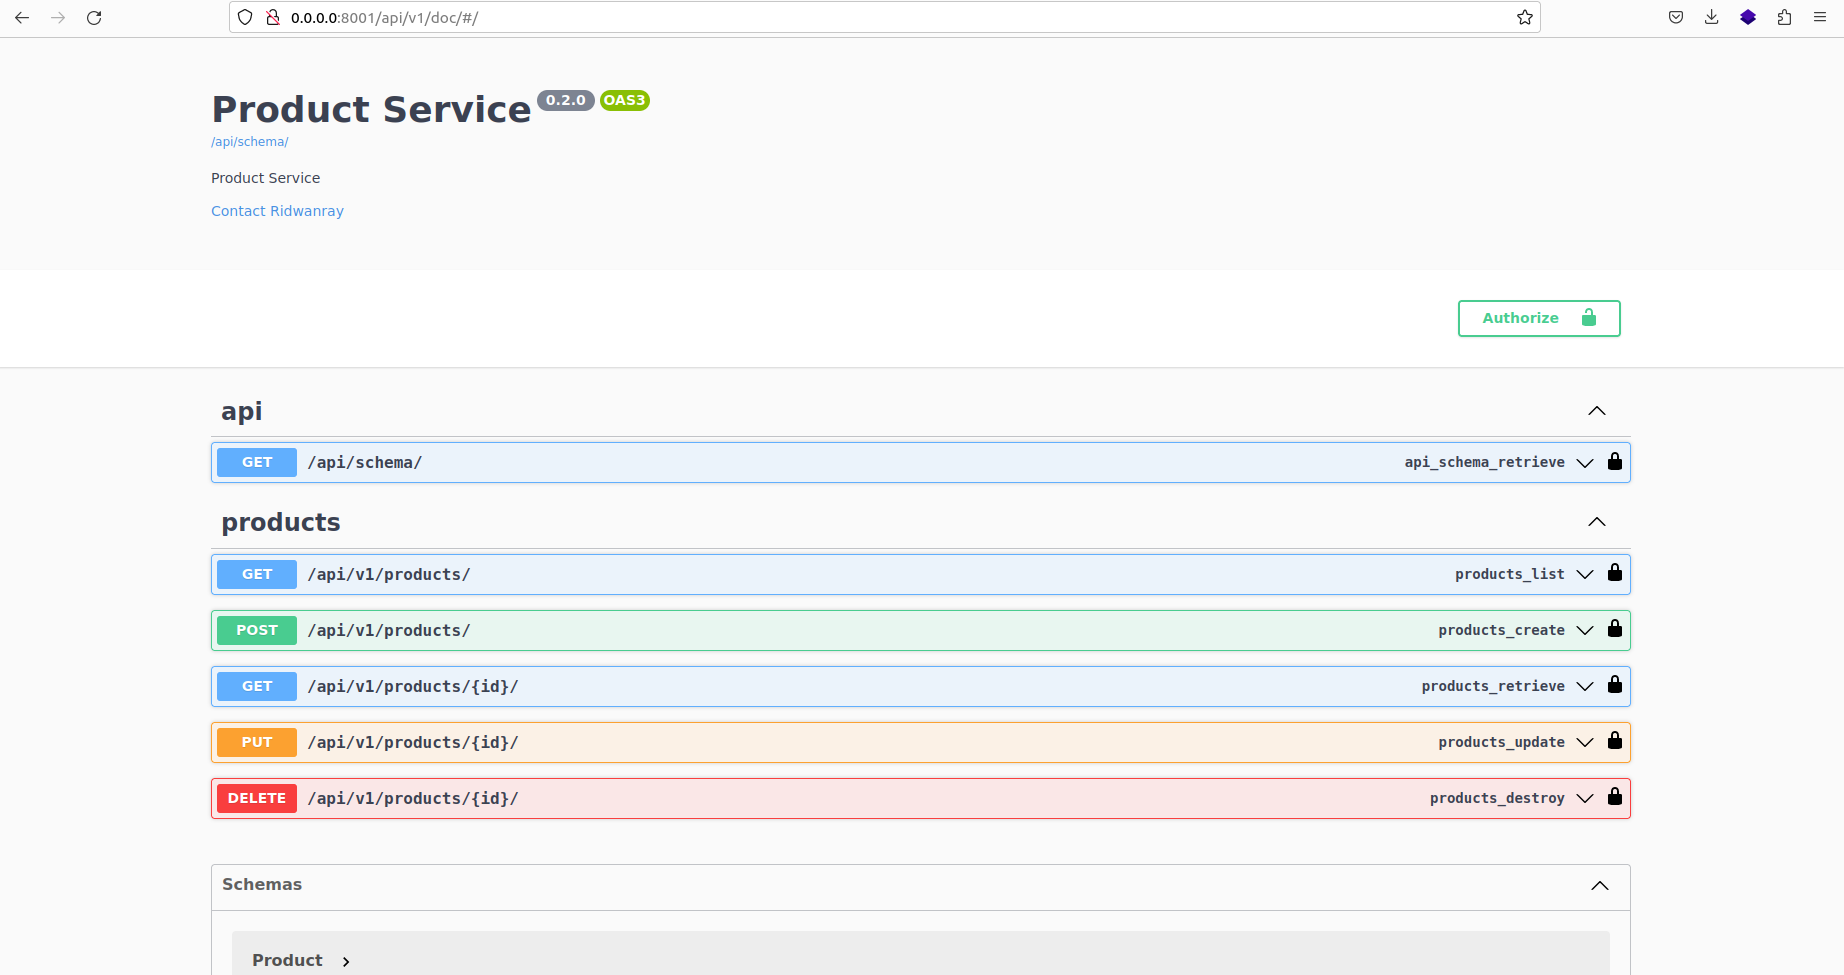 0.0.0.0:8001/api/v1/doc/#/
Product Service 0.2.0 OAS3
/api/schema/
Product Service
Contact Ridwanray
Authorize
api
GET /api/schema/ api_schema_retrieve
products
GET /api/v1/products/ products_list
POST /api/v1/products/ products_create
GET /api/v1/products/{id}/ products_retrieve
PUT /api/v1/products/{id}/ products_update
DELETE /api/v1/products/{id}/ products_destroy
Schemas
Product